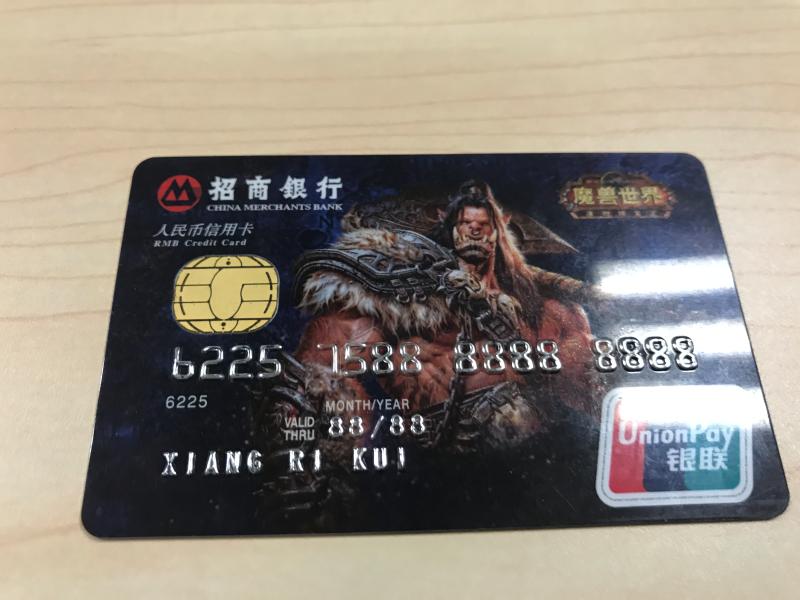 招商銀行
CHINA MERCHANTS BANK
魔兽世界
人民币信用卡
RMB Credit Card
6225 7588 8888 8888
6225
MONTH/YEAR
VALID THRU 88/88
XIANG RI KUI
UnionPay
银联